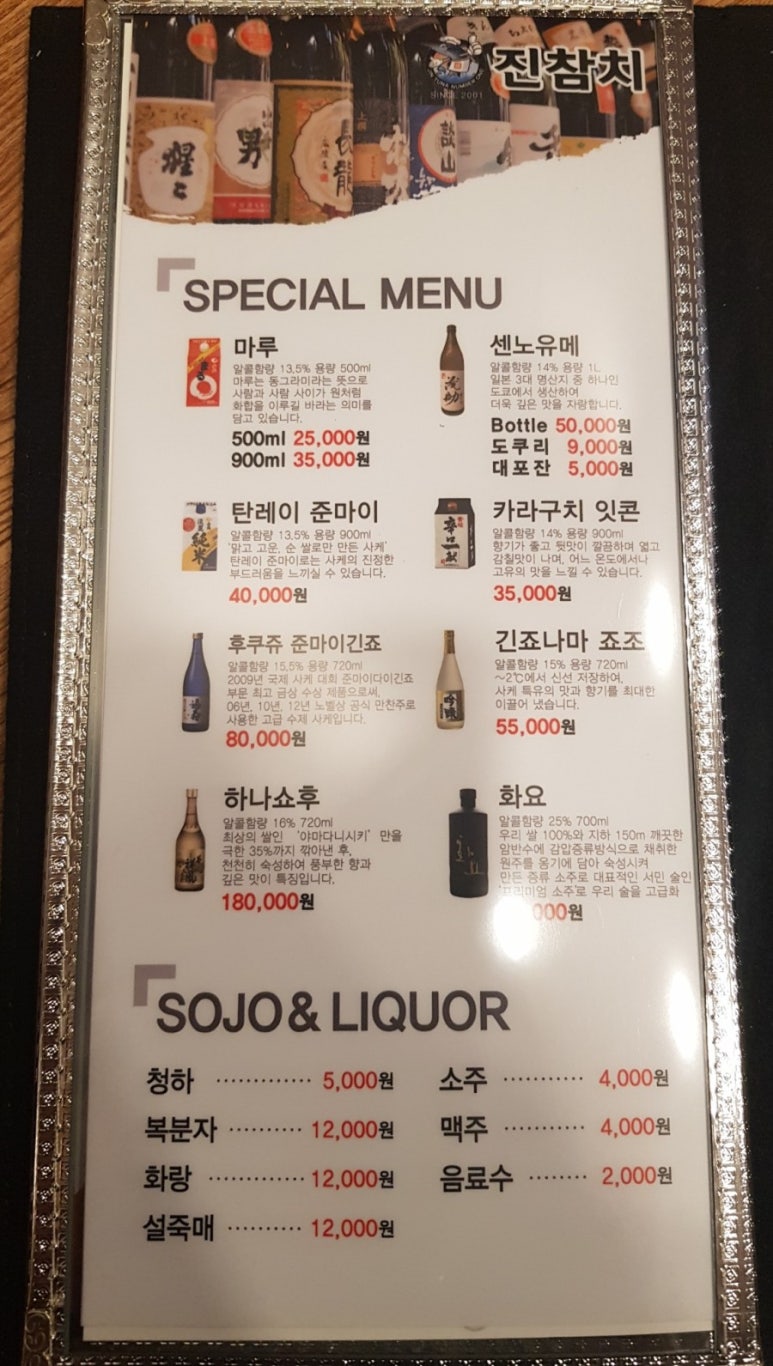 진참치
SINCE 2001
SPECIAL MENU
마루
알콜함량 13.5% 용량 500ml
마루는 동그라미라는 뜻으로
사람과 사람 사이가 원처럼
화합을 이루길 바라는 의미를
담고 있습니다.
500ml 25,000원
900ml 35,000원
센노유메
알콜함량 14% 용량 1L
일본 3대 명산지 중 하나인
도쿄에서 생산하여
더욱 깊은 맛을 자랑합니다.
Bottle 50,000원
도쿠리 9,000원
대포잔 5,000원
탄레이 준마이
알콜함량 13.5% 용량 900ml
'맑고 고운, 순 쌀로만 만든 사케'
탄레이 준마이로는 사케의 진정한
부드러움을 느끼실 수 있습니다.
40,000원
카라구치 잇콘
알콜함량 14% 900ml
향기가 좋고 뒷맛이 깔끔하며 엷고
감칠맛이 나며, 어느 온도에서나
고유의 맛을 느낄 수 있습니다.
35,000원
후쿠쥬 준마이긴죠
알콜함량 15.5% 용량 720ml
2009년 국제 사케 대회 준마이다이긴죠
부문 최고 금상 수상 제품으로써,
06년, 10년, 12년 노벨상 공식 만찬주로
사용한 고급 수제 사케입니다.
80,000원
긴죠나마 죠죠
알콜함량 15% 용량 720ml
~2℃에서 신선 저장하여,
사케 특유의 맛과 향기를 최대한
이끌어 냈습니다.
55,000원
하나쇼후
알콜함량 16% 720ml
최상의 쌀인 '야마다니시키' 만을
극한 35%까지 깎아낸 후,
천천히 숙성하여 풍부한 향과
깊은 맛이 특징입니다.
180,000원
화요
알콜함량 25% 700ml
우리 쌀 100%와 지하 150m 깨끗한
암반수에 감압증류방식으로 채취한
원주를 옹기에 담아 숙성시켜
만든 증류 소주로 대표적인 서민 술인
'프리미엄 소주'로 우리 술을 고급화
000원
SOJO & LIQUOR
청하 ············· 5,000원
복분자 ·········· 12,000원
화랑 ············· 12,000원
설죽매 ·········· 12,000원
소주 ··········· 4,000원
맥주 ··········· 4,000원
음료수 ········ 2,000원